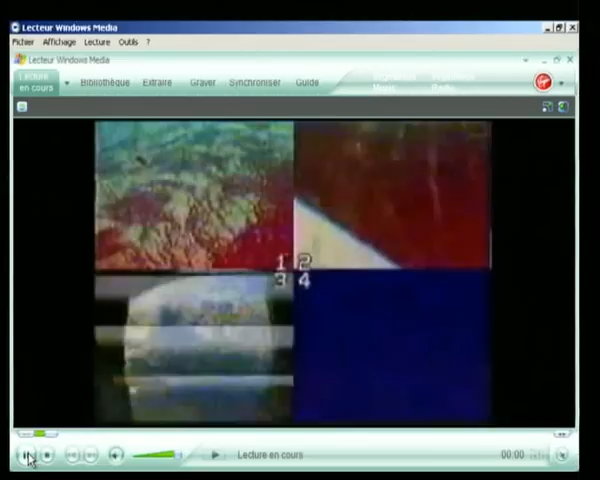 Lecteur Windows Media
Fichier Affichage Lecture Outils ?
Lecteur Windows Media
Lecture en cours Bibliothèque Extraire Graver Synchroniser Guide
1 2
3 4
Lecture en cours 00:00